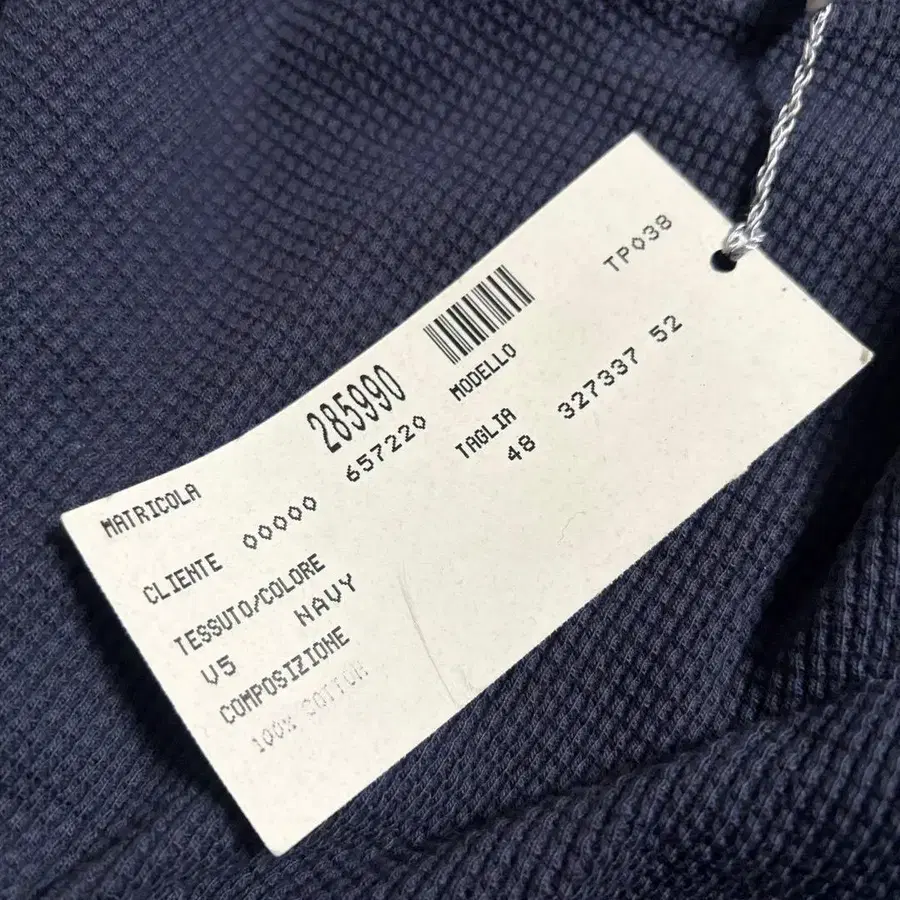 MATRICOLA 285990
MODELLO TP038
CLIENTE 00000 657220
TAGLIA 48 327337 52
TESSUTO/COLORE
V5 NAVY
COMPOSIZIONE
100% COTTON